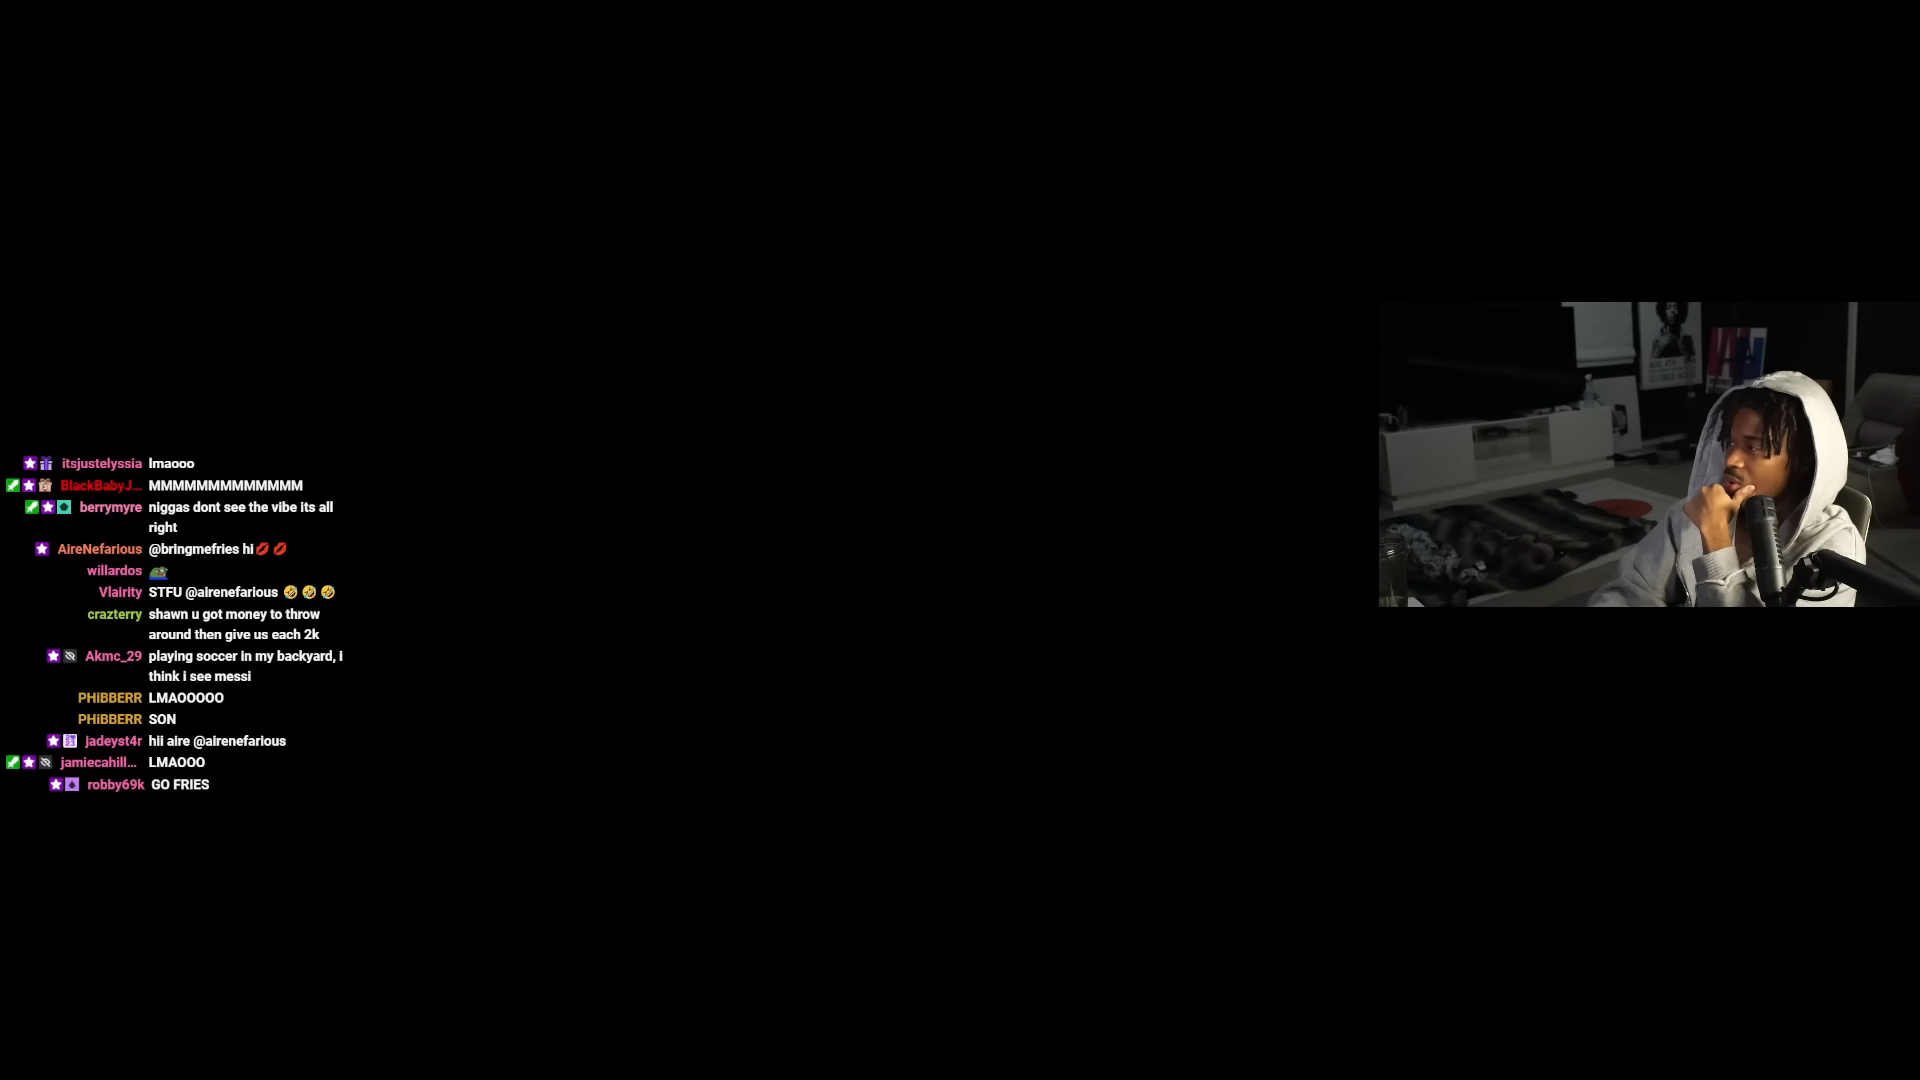 itsjustelyssia lmaooo
BlackBabyJ... MMMMMMMMMMMMM
berrymyre niggas dont see the vibe its all
right
AireNefarious @bringmefries hi💋 💋
willardos
Vlairity STFU @airenefarious 🤣 🤣 🤣
crazterry shawn u got money to throw
around then give us each 2k
Akmc_29 playing soccer in my backyard, i
think i see messi
PHiBBERR LMAOOOOO
PHiBBERR SON
jadeyst4r hii aire @airenefarious
jamiecahill... LMAOOO
robby69k GO FRIES